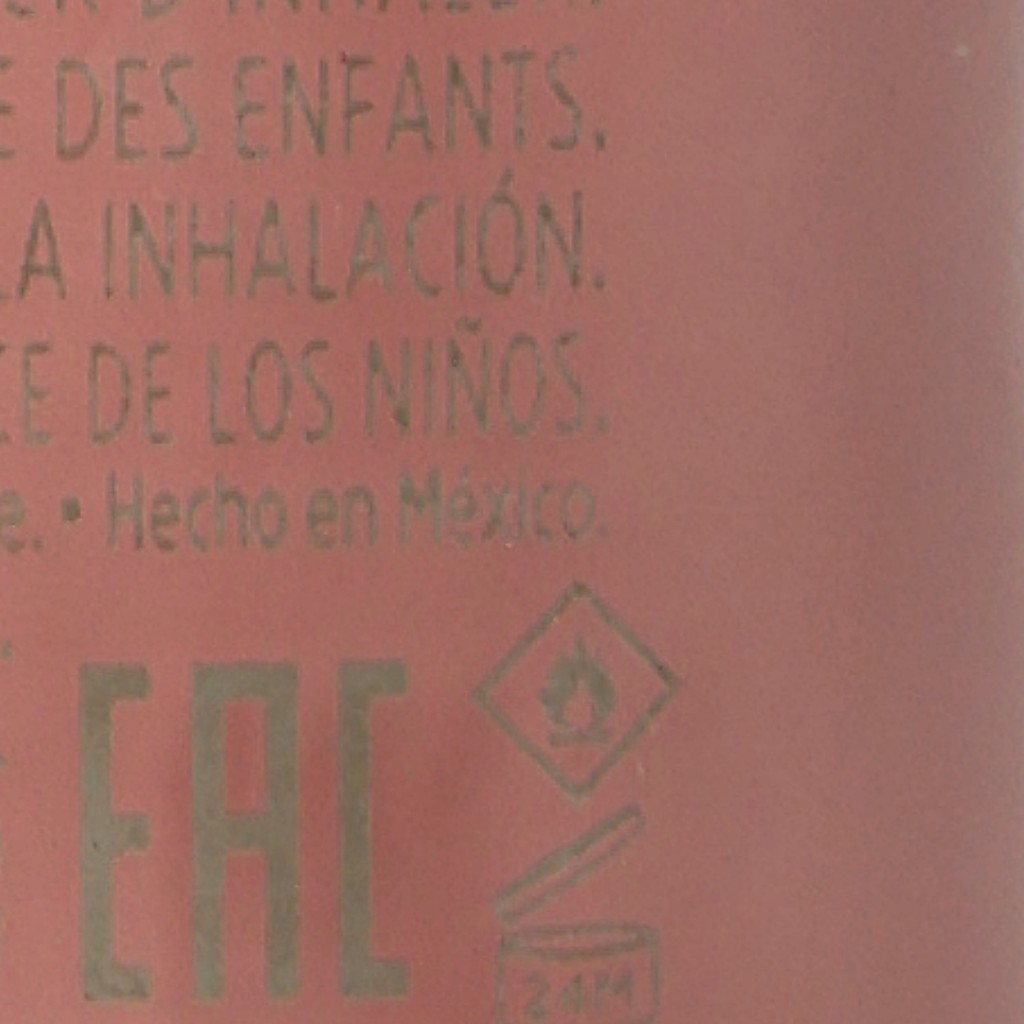 DES ENFANTS.
LA INHALACIÓN.
DE LOS NIÑOS.
• Hecho en México.
EAC
24M